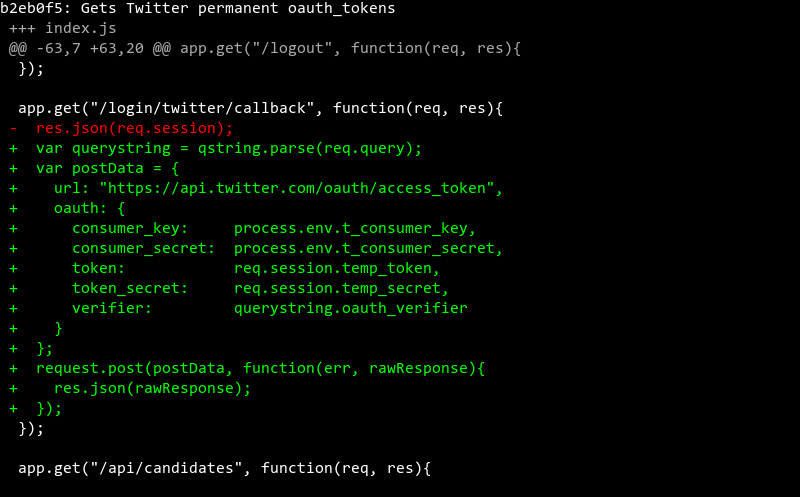 b2eb0f5: Gets Twitter permanent oauth_tokens
+++ index.js
@@ -63,7 +63,20 @@ app.get("/logout", function(req, res){
 });

 app.get("/login/twitter/callback", function(req, res){
-  res.json(req.session);
+  var querystring = qstring.parse(req.query);
+  var postData = {
+    url: "https://api.twitter.com/oauth/access_token",
+    oauth: {
+      consumer_key:     process.env.t_consumer_key,
+      consumer_secret:  process.env.t_consumer_secret,
+      token:            req.session.temp_token,
+      token_secret:     req.session.temp_secret,
+      verifier:         querystring.oauth_verifier
+    }
+  };
+  request.post(postData, function(err, rawResponse){
+    res.json(rawResponse);
+  });
 });

 app.get("/api/candidates", function(req, res){